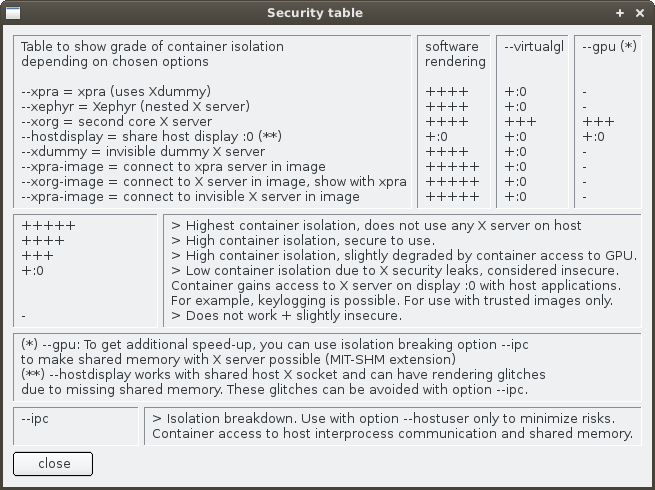 Security table
Table to show grade of container isolation
depending on chosen options
software
rendering
--virtualgl
--gpu (*)
--xpra = xpra (uses Xdummy) ++++ +:0 -
--xephyr = Xephyr (nested X server) ++++ +:0 -
--xorg = second core X server ++++ +++ +++
--hostdisplay = share host display :0 (**) +:0 +:0 +:0
--xdummy = invisible dummy X server ++++ +:0 -
--xpra-image = connect to xpra server in image +++++ +:0 -
--xorg-image = connect to X server in image, show with xpra +++++ +:0 -
--xpra-image = connect to invisible X server in image +++++ +:0 -
+++++ > Highest container isolation, does not use any X server on host
++++ > High container isolation, secure to use.
+++ > High container isolation, slightly degraded by container access to GPU.
+:0 > Low container isolation due to X security leaks, considered insecure.
Container gains access to X server on display :0 with host applications.
For example, keylogging is possible. For use with trusted images only.
- > Does not work + slightly insecure.
(*) --gpu: To get additional speed-up, you can use isolation breaking option --ipc
to make shared memory with X server possible (MIT-SHM extension)
(**) --hostdisplay works with shared host X socket and can have rendering glitches
due to missing shared memory. These glitches can be avoided with option --ipc.
--ipc > Isolation breakdown. Use with option --hostuser only to minimize risks.
Container access to host interprocess communication and shared memory.
close